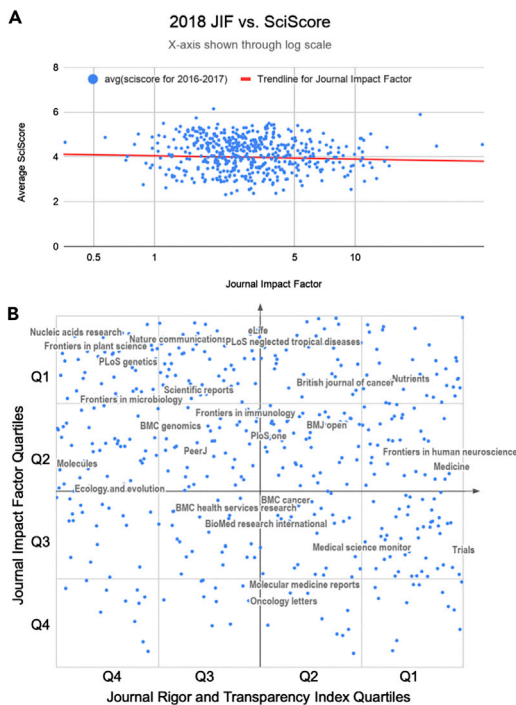 A
2018 JIF vs. SciScore
X-axis shown through log scale
avg(sciscore for 2016-2017)
Trendline for Journal Impact Factor
Average SciScore
8
6
4
2
0
0.5
1
5
10
Journal Impact Factor
B
Journal Impact Factor Quartiles
Q1
Q2
Q3
Q4
Nucleic acids research
eLife
Nature communications
PLoS neglected tropical diseases
Frontiers in plant science
PLoS genetics
British journal of cancer
Nutrients
Scientific reports
Frontiers in microbiology
Frontiers in immunology
BMC genomics
BMJ open
PloS one
PeerJ
Frontiers in human neuroscience
Molecules
Medicine
Ecology and evolution
BMC cancer
BMC health services research
BioMed research international
Medical science monitor
Trials
Molecular medicine reports
Oncology letters
Q4
Q3
Q2
Q1
Journal Rigor and Transparency Index Quartiles